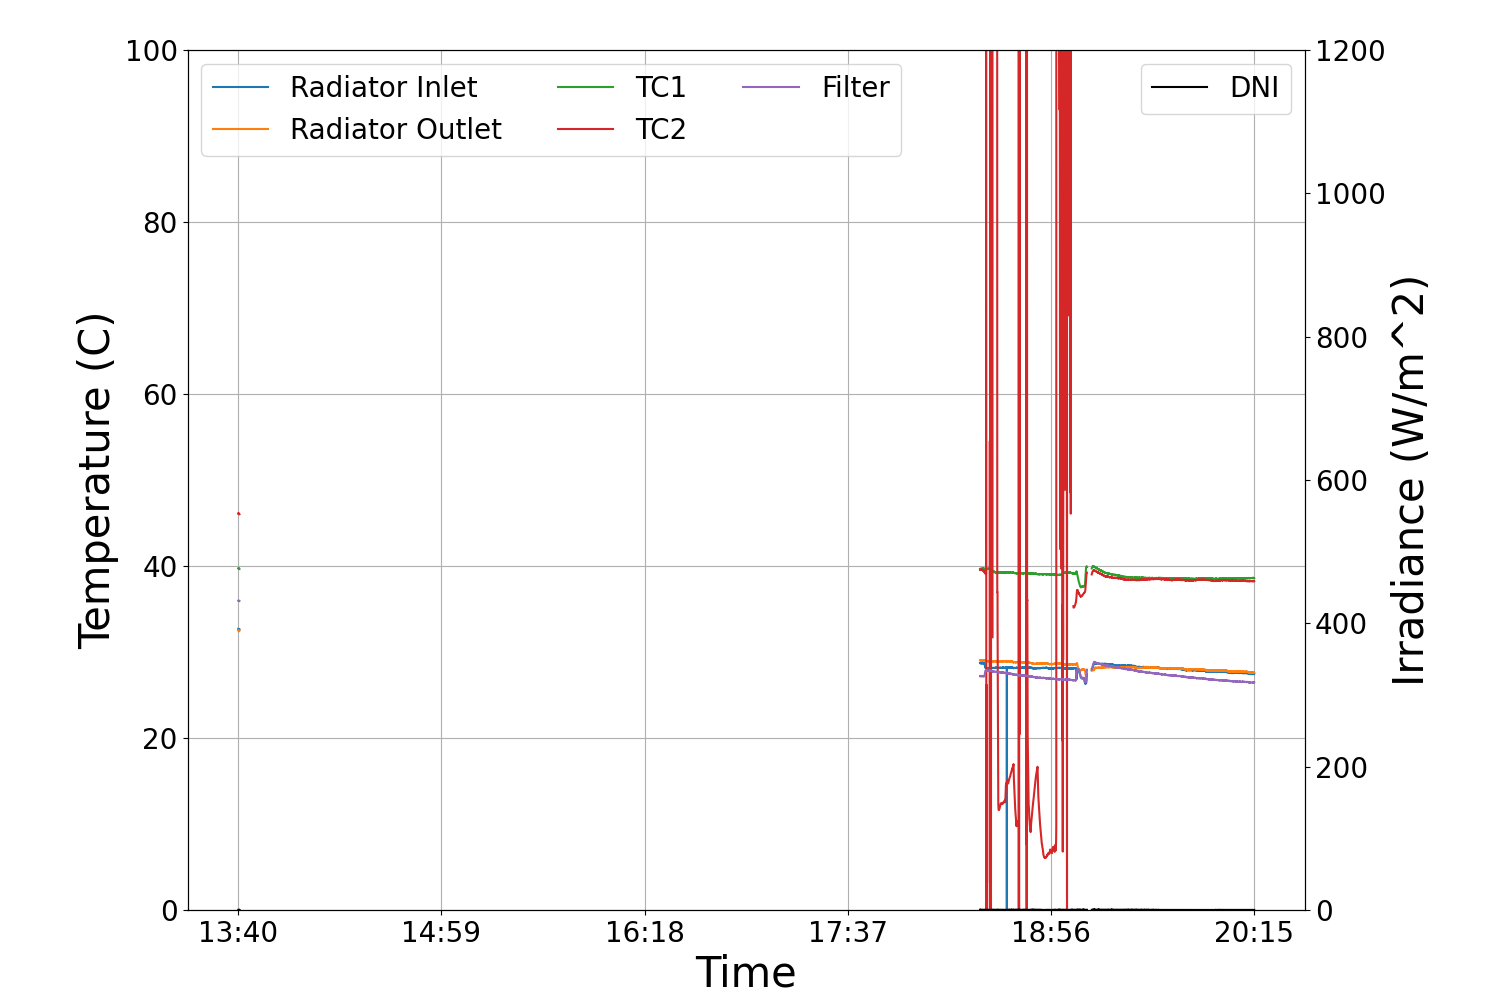 100
80
60
40
20
0
Temperature (C)
Radiator Inlet
Radiator Outlet
TC1
TC2
Filter
DNI
1200
1000
800
600
400
200
0
Irradiance (W/m^2)
13:40 14:59 16:18 17:37 18:56 20:15
Time